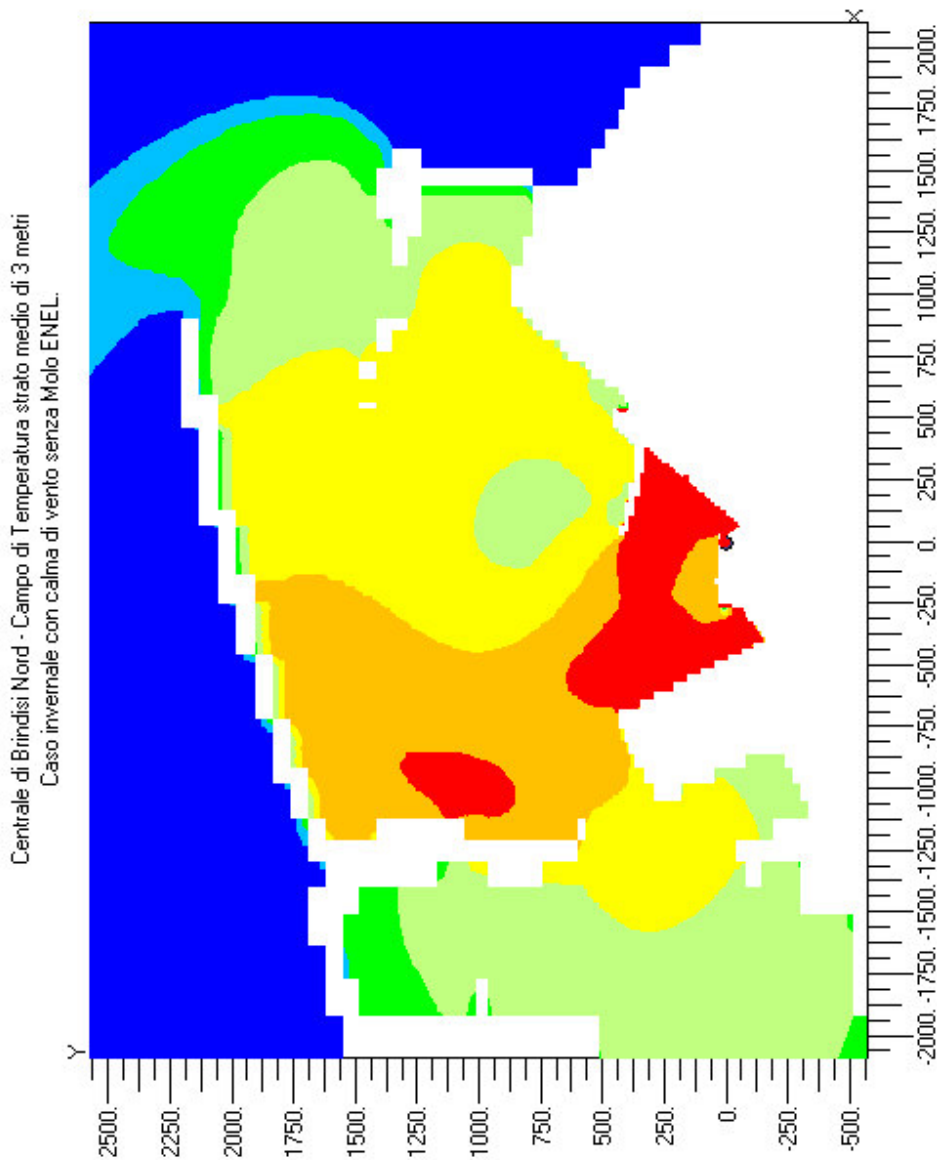 Centrale di Brindisi Nord - Campo di Temperatura strato medio di 3 metri
Caso invernale con calma di vento senza Molo ENEL.
Y
2500.
2250.
2000.
1750.
1500.
1250.
1000.
750.
500.
250.
0.
-250.
-500.
-2000. -1750. -1500. -1250. -1000. -750. -500. -250. 0. 250. 500. 750. 1000. 1250. 1500. 1750. 2000.
X